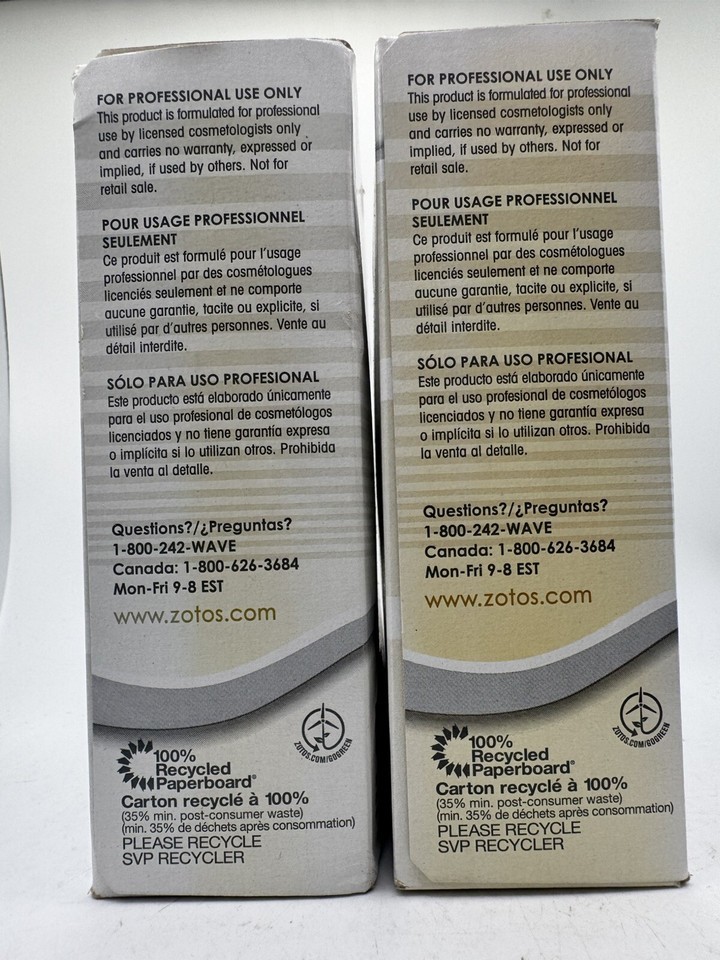 FOR PROFESSIONAL USE ONLY
This product is formulated for professional
use by licensed cosmetologists only
and carries no warranty, expressed or
implied, if used by others. Not for
retail sale.
POUR USAGE PROFESSIONNEL
SEULEMENT
Ce produit est formulé pour l'usage
professionnel par des cosmétologues
licenciés seulement et ne comporte
aucune garantie, tacite ou explicite, si
utilisé par d'autres personnes. Vente au
détail interdite.
SÓLO PARA USO PROFESIONAL
Este producto está elaborado únicamente
para el uso profesional de cosmetólogos
licenciados y no tiene garantía expresa
o implícita si lo utilizan otros. Prohibida
la venta al detalle.
Questions?/¿Preguntas?
1-800-242-WAVE
Canada: 1-800-626-3684
Mon-Fri 9-8 EST
www.zotos.com
ZOTOS.COM/GOGREEN
100%
Recycled
Paperboard®
Carton recyclé à 100%
(35% min. post-consumer waste)
(min. 35% de déchets après consommation)
PLEASE RECYCLE
SVP RECYCLER
FOR PROFESSIONAL USE ONLY
This product is formulated for professional
use by licensed cosmetologists only
and carries no warranty, expressed or
implied, if used by others. Not for
retail sale.
POUR USAGE PROFESSIONNEL
SEULEMENT
Ce produit est formulé pour l'usage
professionnel par des cosmétologues
licenciés seulement et ne comporte
aucune garantie, tacite ou explicite, si
utilisé par d'autres personnes. Vente au
détail interdite.
SÓLO PARA USO PROFESIONAL
Este producto está elaborado únicamente
para el uso profesional de cosmetólogos
licenciados y no tiene garantía expresa
o implícita si lo utilizan otros. Prohibida
la venta al detalle.
Questions?/¿Preguntas?
1-800-242-WAVE
Canada: 1-800-626-3684
Mon-Fri 9-8 EST
www.zotos.com
ZOTOS.COM/GOGREEN
100%
Recycled
Paperboard®
Carton recyclé à 100%
(35% min. post-consumer waste)
(min. 35% de déchets après consommation)
PLEASE RECYCLE
SVP RECYCLER